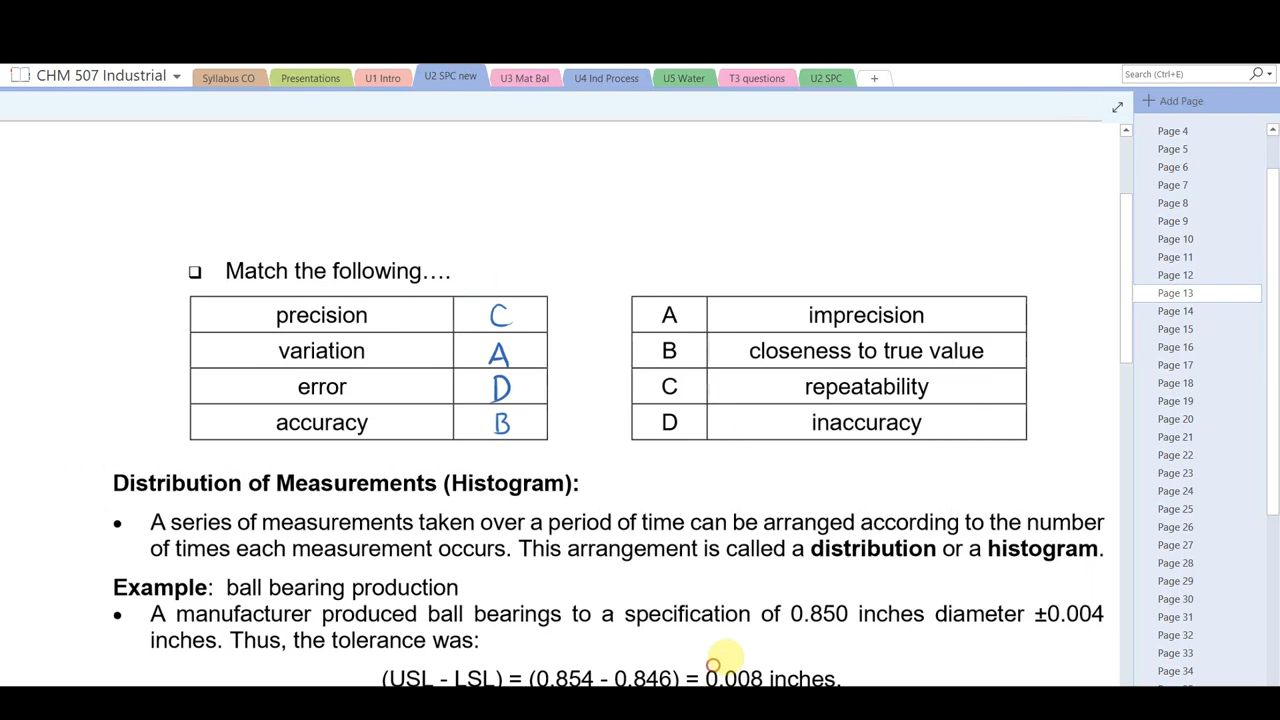 CHM 507 Industrial
Syllabus CO
Presentations
U1 Intro
U2 SPC new
U3 Mat Bal
U4 Ind Process
U5 Water
T3 questions
U2 SPC
Search (Ctrl+E)
Add Page
Page 4
Page 5
Page 6
Page 7
Page 8
Page 9
Page 10
Page 11
Page 12
Page 13
Page 14
Page 15
Page 16
Page 17
Page 18
Page 19
Page 20
Page 21
Page 22
Page 23
Page 24
Page 25
Page 26
Page 27
Page 28
Page 29
Page 30
Page 31
Page 32
Page 33
Page 34
Match the following….
precision C
variation A
error D
accuracy B
A imprecision
B closeness to true value
C repeatability
D inaccuracy
Distribution of Measurements (Histogram):
• A series of measurements taken over a period of time can be arranged according to the number
of times each measurement occurs. This arrangement is called a distribution or a histogram.
Example: ball bearing production
• A manufacturer produced ball bearings to a specification of 0.850 inches diameter ±0.004
inches. Thus, the tolerance was:
(USL - LSL) = (0.854 - 0.846) = 0.008 inches.